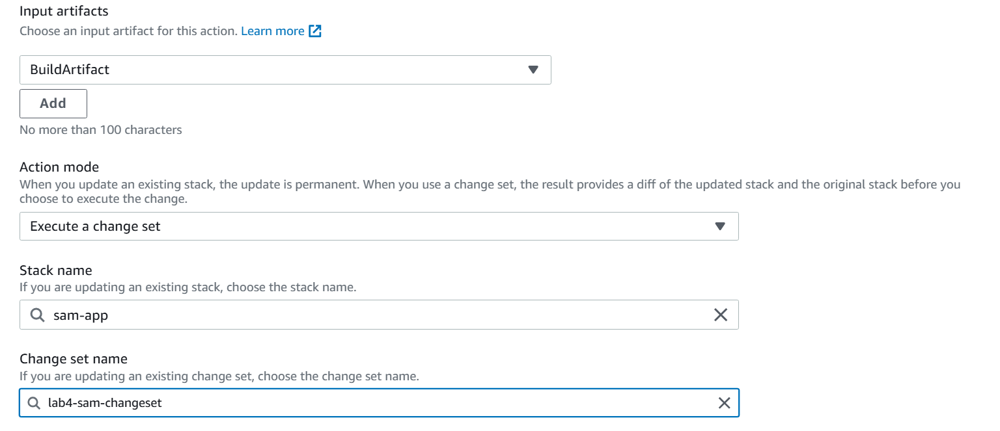 Input artifacts
Choose an input artifact for this action. Learn more
BuildArtifact
Add
No more than 100 characters
Action mode
When you update an existing stack, the update is permanent. When you use a change set, the result provides a diff of the updated stack and the original stack before you
choose to execute the change.
Execute a change set
Stack name
If you are updating an existing stack, choose the stack name.
sam-app
Change set name
If you are updating an existing change set, choose the change set name.
lab4-sam-changeset